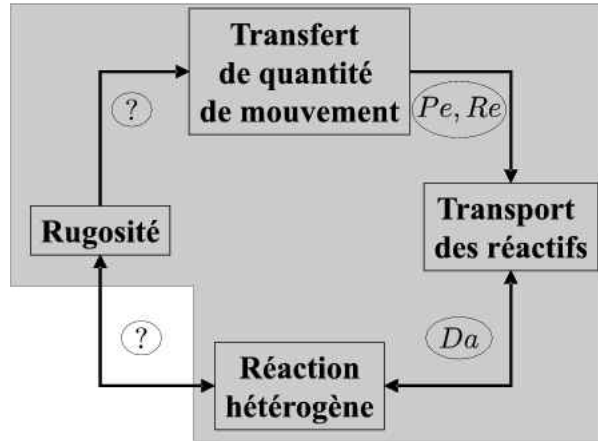 Transfert
de quantité
de mouvement
?
Pe, Re
Rugosité
Transport
des réactifs
?
Da
Réaction
hétérogène